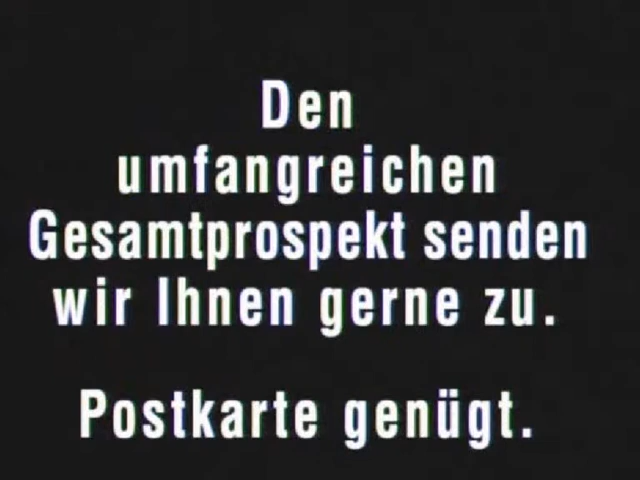 Den
umfangreichen
Gesamtprospekt senden
wir Ihnen gerne zu.
Postkarte genügt.